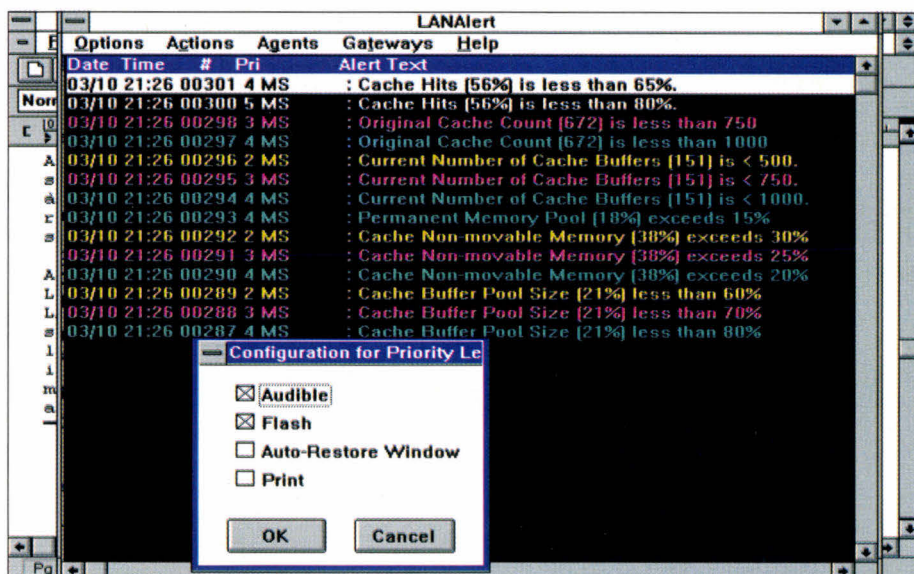 LANAlert
Options Actions Agents Gateways Help
Date Time # Pri Alert Text
03/10 21:26 00301 4 MS : Cache Hits (56%) is less than 65%.
03/10 21:26 00300 5 MS : Cache Hits (56%) is less than 80%.
03/10 21:26 00298 3 MS : Original Cache Count (672) is less than 750
03/10 21:26 00297 4 MS : Original Cache Count (672) is less than 1000
03/10 21:26 00296 2 MS : Current Number of Cache Buffers (151) is < 500.
03/10 21:26 00295 3 MS : Current Number of Cache Buffers (151) is < 750.
03/10 21:26 00294 4 MS : Current Number of Cache Buffers (151) is < 1000.
03/10 21:26 00293 4 MS : Permanent Memory Pool (18%) exceeds 15%
03/10 21:26 00292 2 MS : Cache Non-movable Memory (38%) exceeds 30%
03/10 21:26 00291 3 MS : Cache Non-movable Memory (38%) exceeds 25%
03/10 21:26 00290 4 MS : Cache Non-movable Memory (38%) exceeds 20%
03/10 21:26 00289 2 MS : Cache Buffer Pool Size (21%) less than 60%
03/10 21:26 00288 3 MS : Cache Buffer Pool Size (21%) less than 70%
03/10 21:26 00287 4 MS : Cache Buffer Pool Size (21%) less than 80%
Configuration for Priority Le
Audible
Flash
Auto-Restore Window
Print
OK Cancel
Norr
Pg